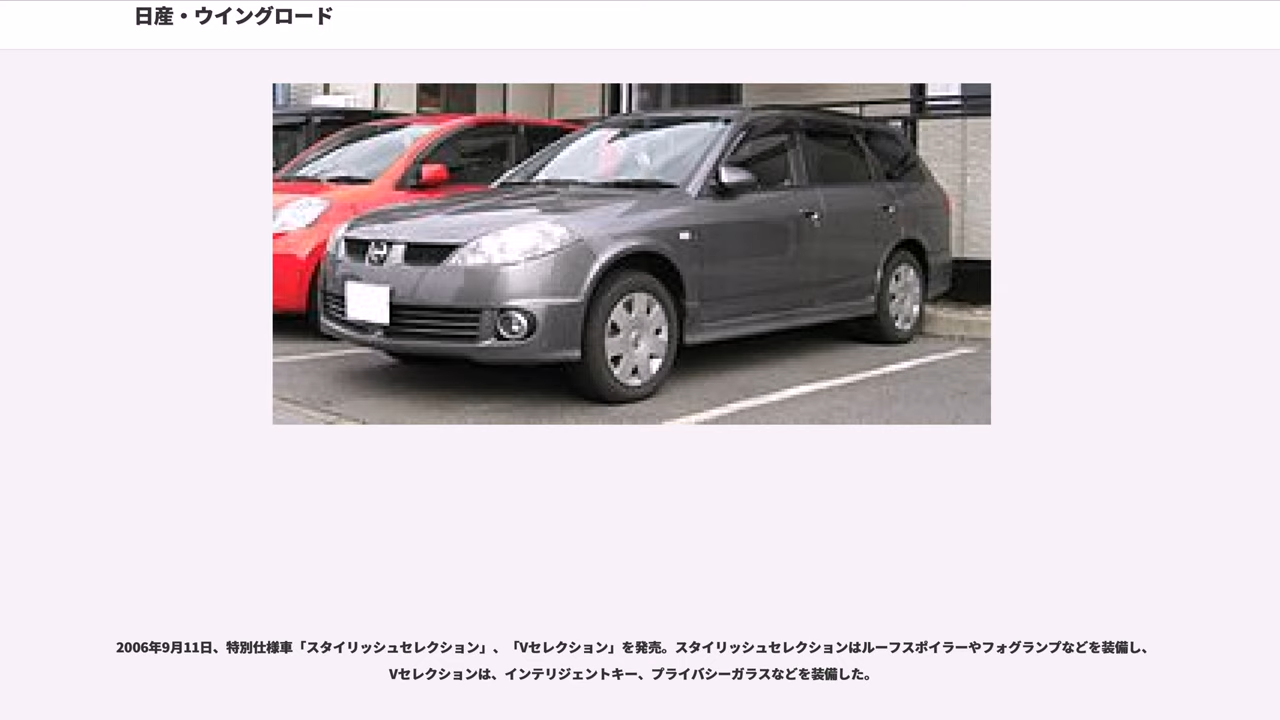 日産・ウイングロード
2006年9月11日、特別仕様車「スタイリッシュセレクション」、「Vセレクション」を発売。スタイリッシュセレクションはルーフスポイラーやフォグランプなどを装備し、
Vセレクションは、インテリジェントキー、プライバシーガラスなどを装備した。